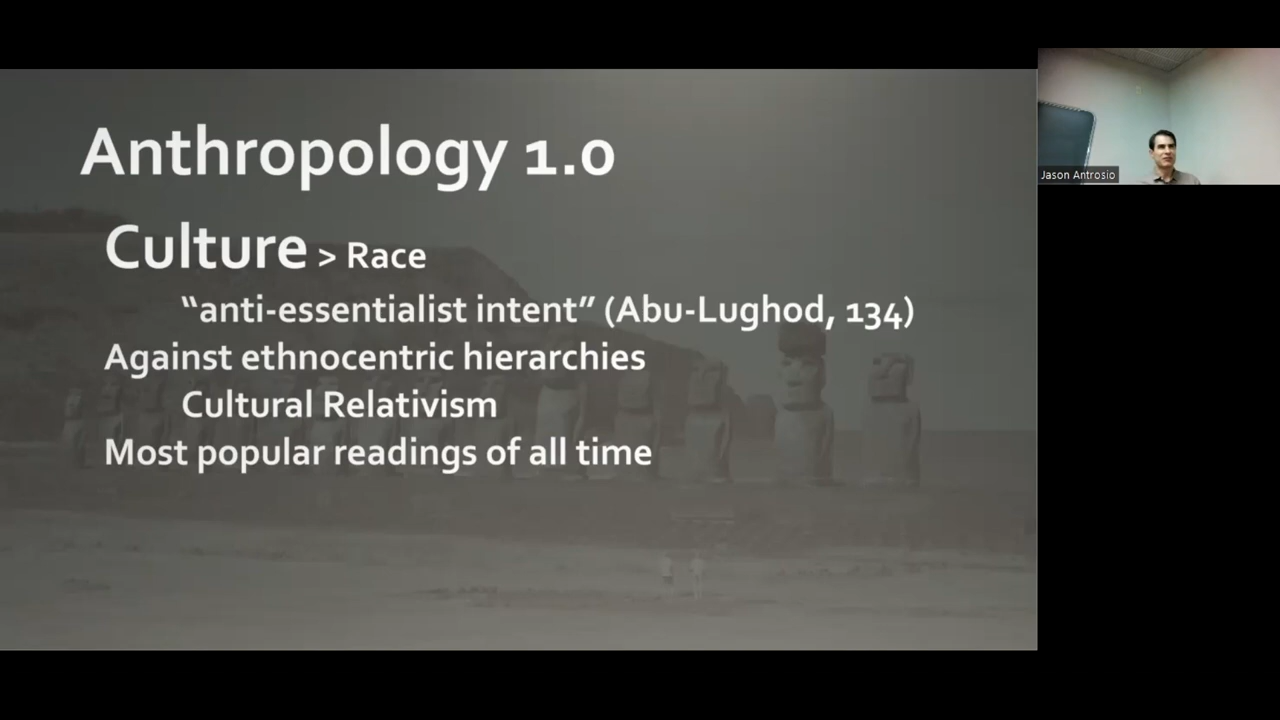 Anthropology 1.0
Culture > Race
“anti-essentialist intent” (Abu-Lughod, 134)
Against ethnocentric hierarchies
Cultural Relativism
Most popular readings of all time
Jason Antrosio